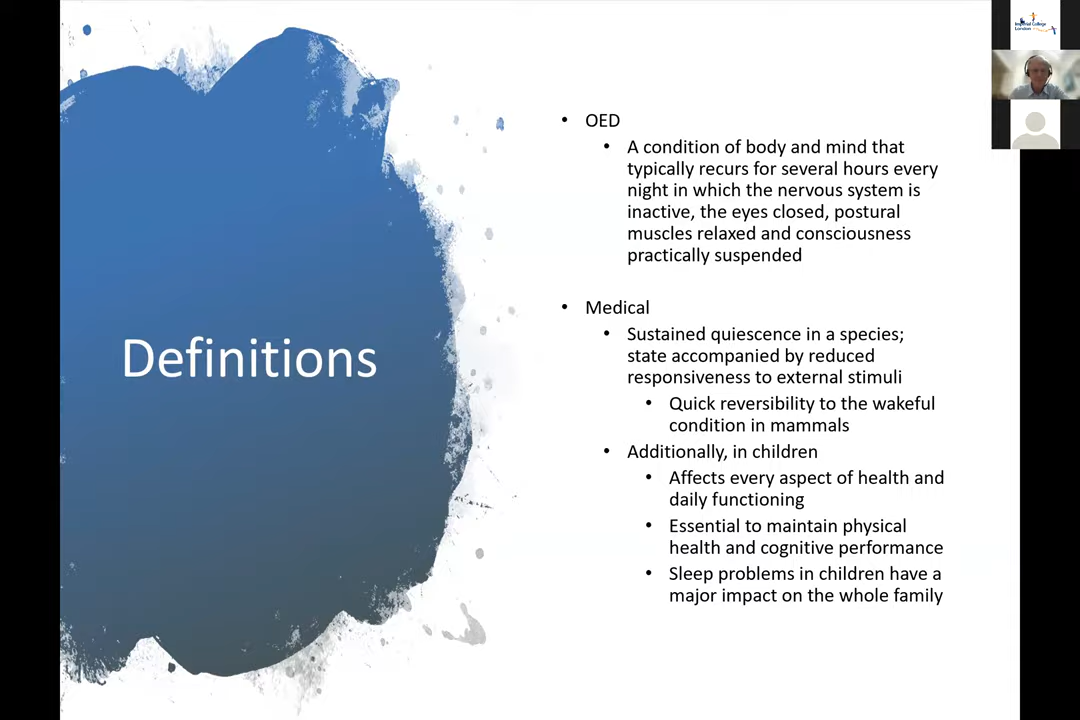 Imperial College
London
Definitions
• OED
• A condition of body and mind that
typically recurs for several hours every
night in which the nervous system is
inactive, the eyes closed, postural
muscles relaxed and consciousness
practically suspended
• Medical
• Sustained quiescence in a species;
state accompanied by reduced
responsiveness to external stimuli
• Quick reversibility to the wakeful
condition in mammals
• Additionally, in children
• Affects every aspect of health and
daily functioning
• Essential to maintain physical
health and cognitive performance
• Sleep problems in children have a
major impact on the whole family